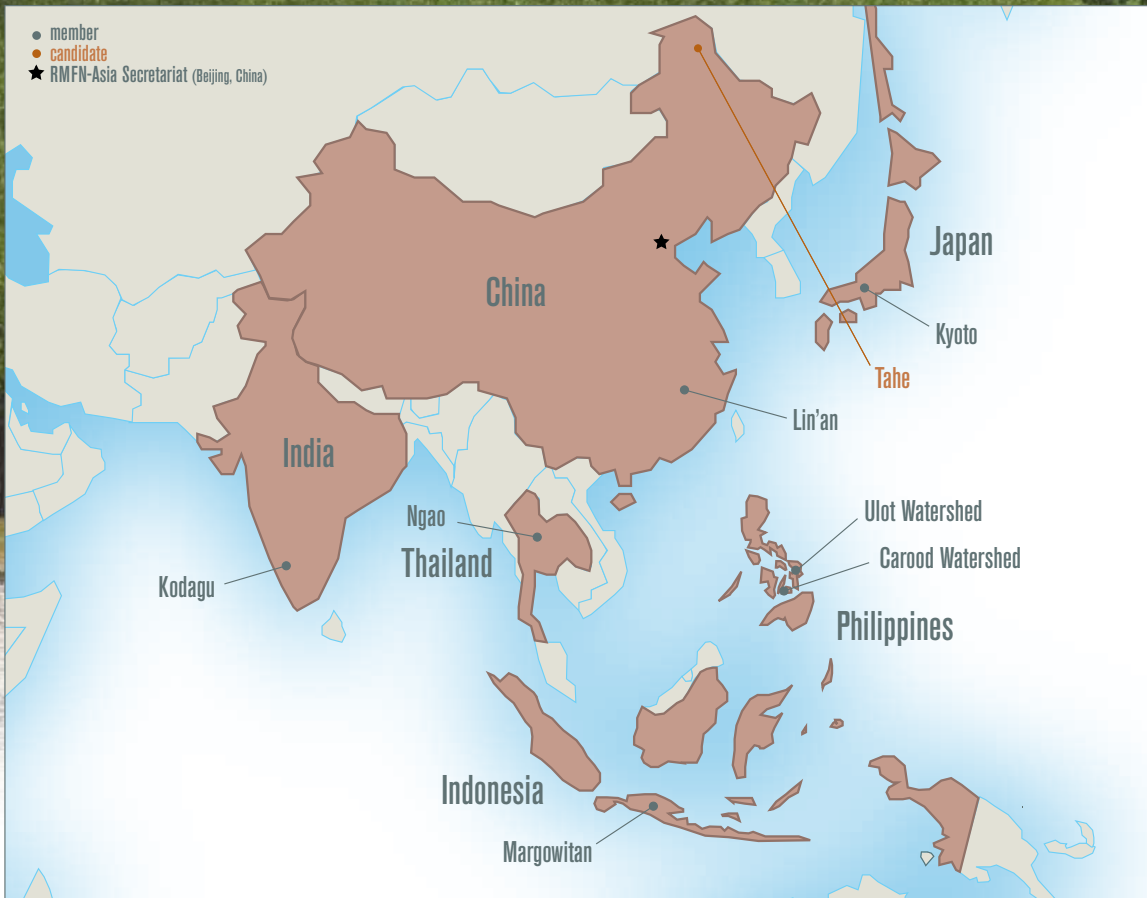 member
candidate
RMFN-Asia Secretariat (Beijing, China)
Japan
China
Kyoto
Tahe
Lin'an
India
Ngao
Ulot Watershed
Thailand
Carood Watershed
Kodagu
Philippines
Indonesia
Margowitan